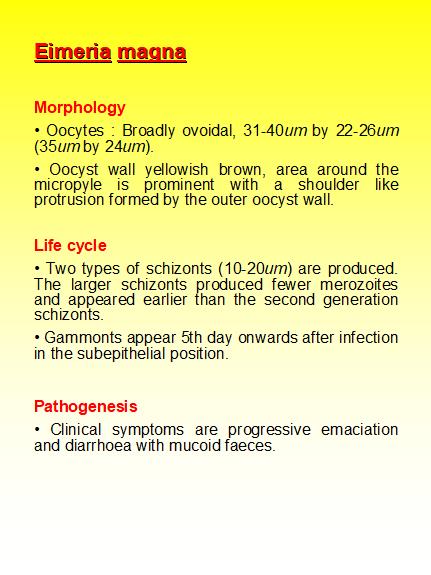 Eimeria magna
Morphology
• Oocytes : Broadly ovoidal, 31-40um by 22-26um
(35um by 24um).
• Oocyst wall yellowish brown, area around the
micropyle is prominent with a shoulder like
protrusion formed by the outer oocyst wall.
Life cycle
• Two types of schizonts (10-20um) are produced.
The larger schizonts produced fewer merozoites
and appeared earlier than the second generation
schizonts.
• Gammonts appear 5th day onwards after infection
in the subepithelial position.
Pathogenesis
• Clinical symptoms are progressive emaciation
and diarrhoea with mucoid faeces.